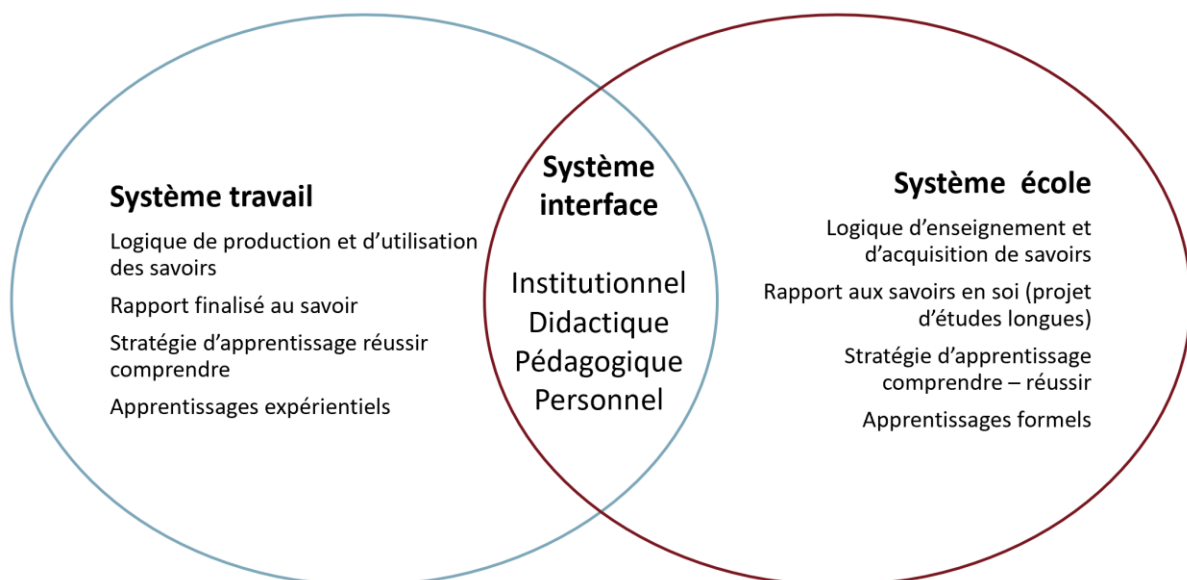 Système travail
Logique de production et d’utilisation
des savoirs
Rapport finalisé au savoir
Stratégie d’apprentissage réussir
comprendre
Apprentissages expérientiels
Système
interface
Institutionnel
Didactique
Pédagogique
Personnel
Système  école
Logique d’enseignement et
d’acquisition de savoirs
Rapport aux savoirs en soi (projet
d’études longues)
Stratégie d’apprentissage
comprendre – réussir
Apprentissages formels